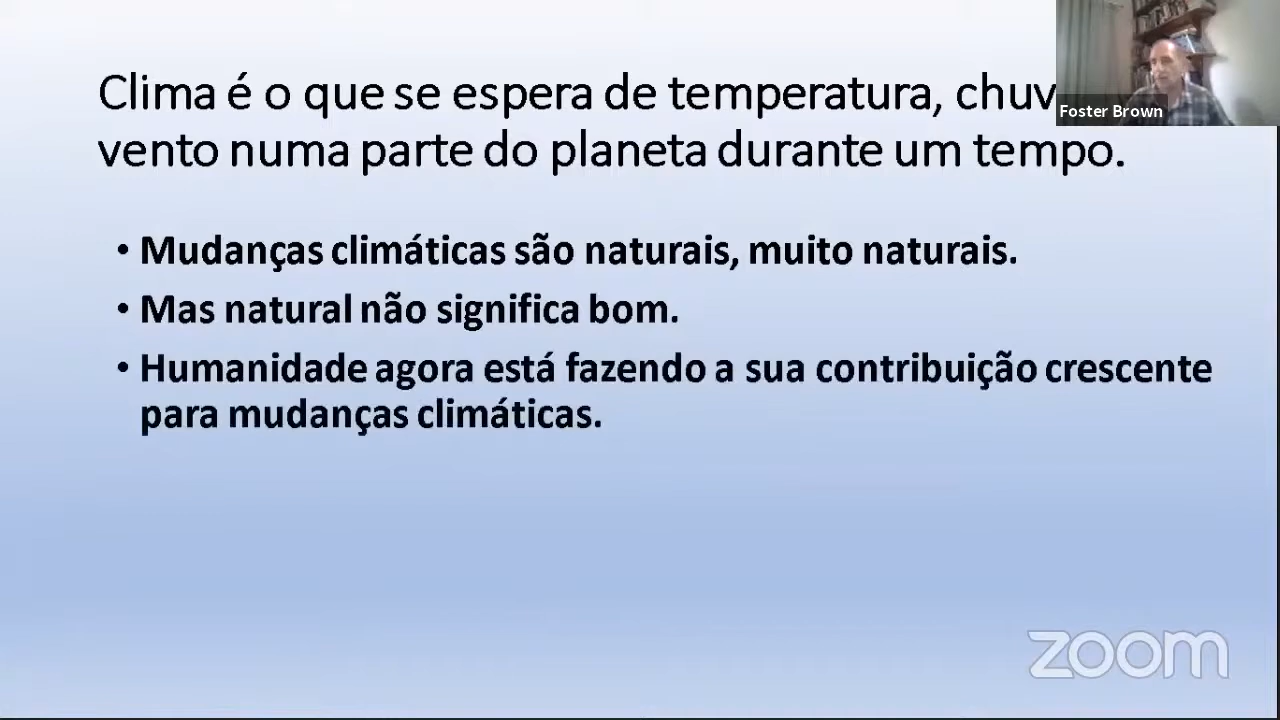 Clima é o que se espera de temperatura, 
vento numa parte do planeta durante um tempo.
• Mudanças climáticas são naturais, muito naturais.
• Mas natural não significa bom.
• Humanidade agora está fazendo a sua contribuição crescente
para mudanças climáticas.
Foster Brown
zoom